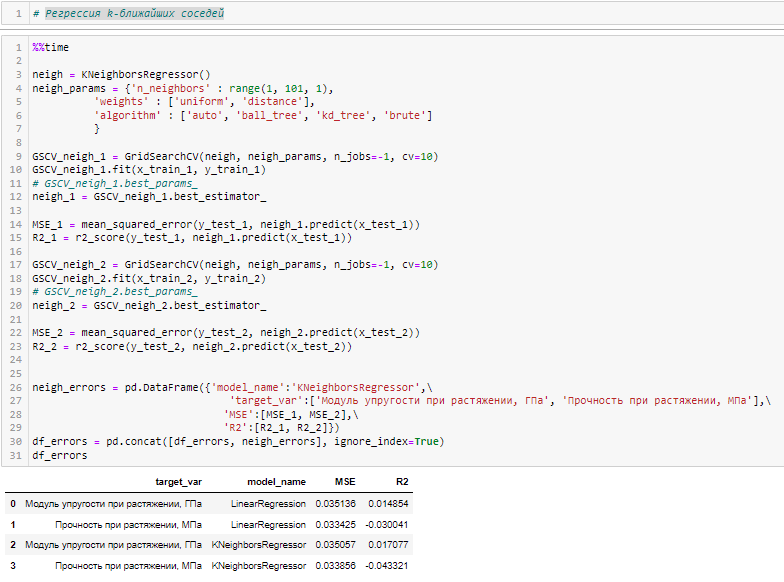 1 # Регрессия k-ближайших соседей
1 %%time
2
3 neigh = KNeighborsRegressor()
4 neigh_params = {'n_neighbors' : range(1, 101, 1),
5 'weights' : ['uniform', 'distance'],
6 'algorithm' : ['auto', 'ball_tree', 'kd_tree', 'brute']
7 }
8
9 GSCV_neigh_1 = GridSearchCV(neigh, neigh_params, n_jobs=-1, cv=10)
10 GSCV_neigh_1.fit(x_train_1, y_train_1)
11 # GSCV_neigh_1.best_params_
12 neigh_1 = GSCV_neigh_1.best_estimator_
13
14 MSE_1 = mean_squared_error(y_test_1, neigh_1.predict(x_test_1))
15 R2_1 = r2_score(y_test_1, neigh_1.predict(x_test_1))
16
17 GSCV_neigh_2 = GridSearchCV(neigh, neigh_params, n_jobs=-1, cv=10)
18 GSCV_neigh_2.fit(x_train_2, y_train_2)
19 # GSCV_neigh_2.best_params_
20 neigh_2 = GSCV_neigh_2.best_estimator_
21
22 MSE_2 = mean_squared_error(y_test_2, neigh_2.predict(x_test_2))
23 R2_2 = r2_score(y_test_2, neigh_2.predict(x_test_2))
24
25
26 neigh_errors = pd.DataFrame({'model_name':'KNeighborsRegressor',\
27 'target_var':['Модуль упругости при растяжении, ГПа', 'Прочность при растяжении, МПа'],\
28 'MSE':[MSE_1, MSE_2],\
29 'R2':[R2_1, R2_2]})
30 df_errors = pd.concat([df_errors, neigh_errors], ignore_index=True)
31 df_errors
target_var model_name MSE R2
0 Модуль упругости при растяжении, ГПа LinearRegression 0.035136 0.014854
1 Прочность при растяжении, МПа LinearRegression 0.033425 -0.030041
2 Модуль упругости при растяжении, ГПа KNeighborsRegressor 0.035057 0.017077
3 Прочность при растяжении, МПа KNeighborsRegressor 0.033856 -0.043321